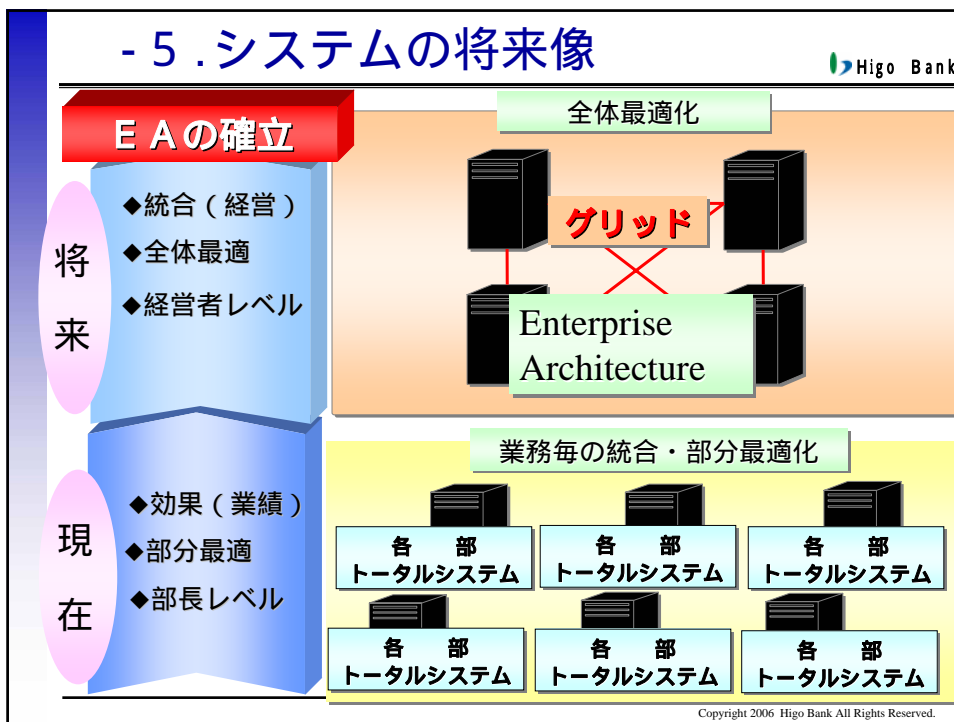 -５.システムの将来像
Higo Bank
ＥＡの確立
全体最適化
将来
◆統合（経営）
◆全体最適
◆経営者レベル
グリッド
Enterprise
Architecture
業務毎の統合・部分最適化
現在
◆効果（業績）
◆部分最適
◆部長レベル
各　部
トータルシステム
各　部
トータルシステム
各　部
トータルシステム
各　部
トータルシステム
各　部
トータルシステム
各　部
トータルシステム
Copyright 2006 Higo Bank All Rights Reserved.